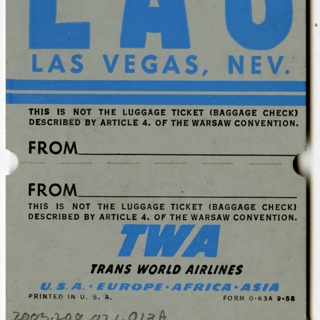 LAS
LAS VEGAS, NEV.
THIS IS NOT THE LUGGAGE TICKET (BAGGAGE CHECK)
DESCRIBED BY ARTICLE 4. OF THE WARSAW CONVENTION.
FROM
FROM
THIS IS NOT THE LUGGAGE TICKET (BAGGAGE CHECK)
DESCRIBED BY ARTICLE 4. OF THE WARSAW CONVENTION.
TWA
TRANS WORLD AIRLINES
U.S.A. · EUROPE · AFRICA · ASIA
PRINTED IN U. S. A. FORM O-63A 9-58